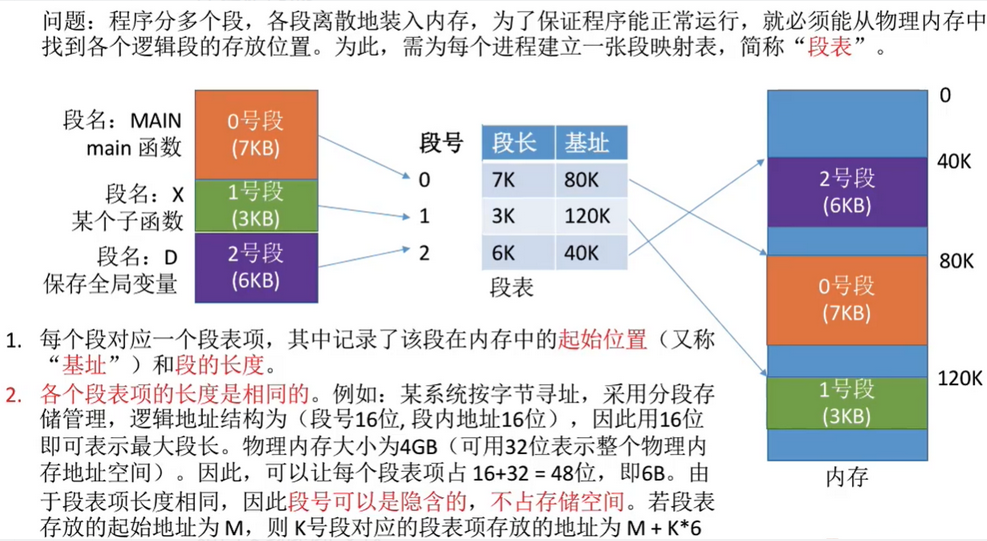 问题：程序分多个段，各段离散地装入内存，为了保证程序能正常运行，就必须能从物理内存中
找到各个逻辑段的存放位置。为此，需为每个进程建立一张段映射表，简称“段表”。
段名：MAIN
main 函数
0号段
(7KB)
段名：X
某个子函数
1号段
(3KB)
段名：D
保存全局变量
2号段
(6KB)
段号 段长 基址
0 7K 80K
1 3K 120K
2 6K 40K
段表
0
40K
2号段
(6KB)
80K
0号段
(7KB)
120K
1号段
(3KB)
内存
1. 每个段对应一个段表项，其中记录了该段在内存中的起始位置（又称
“基址”）和段的长度。
2. 各个段表项的长度是相同的。例如：某系统按字节寻址，采用分段存
储管理，逻辑地址结构为（段号16位, 段内地址16位），因此用16位
即可表示最大段长。物理内存大小为4GB（可用32位表示整个物理内
存地址空间）。因此，可以让每个段表项占 16+32 = 48位，即6B。由
于段表项长度相同，因此段号可以是隐含的，不占存储空间。若段表
存放的起始地址为 M，则 K号段对应的段表项存放的地址为 M + K*6